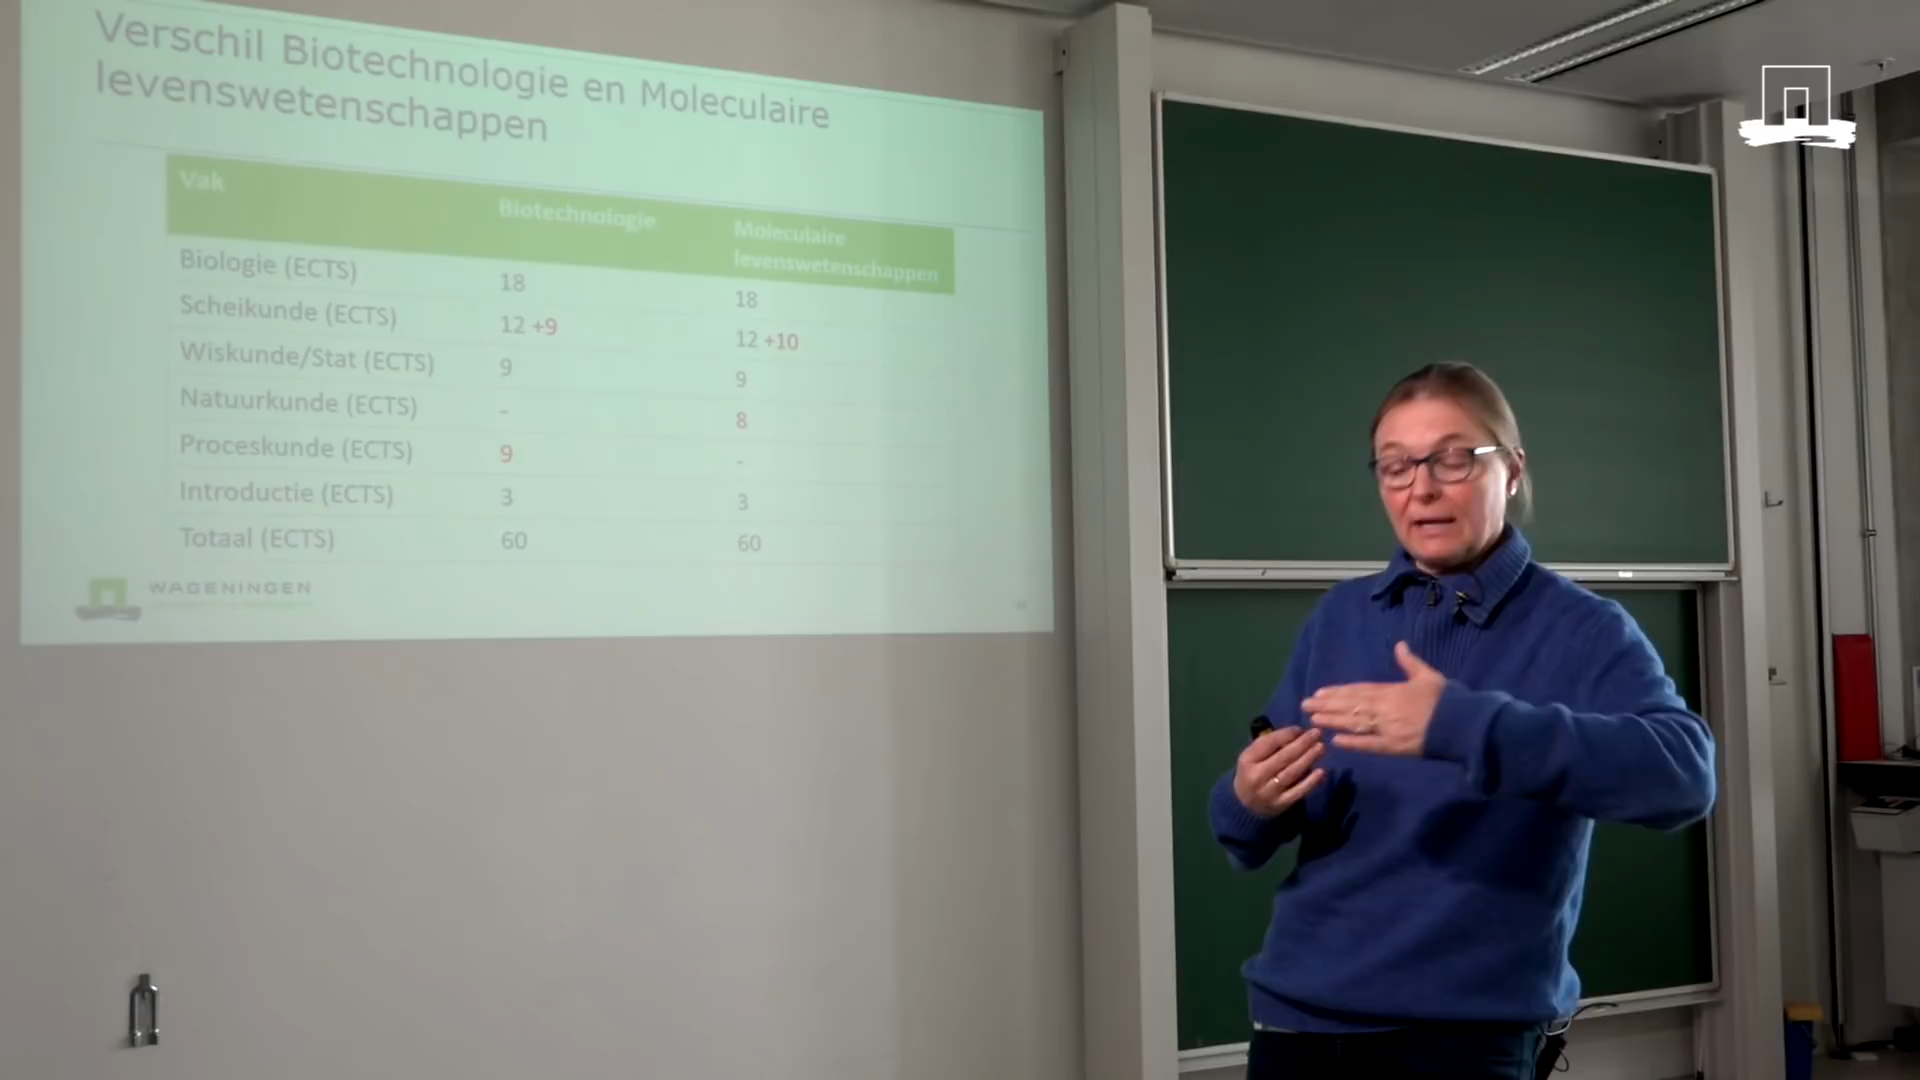 Verschil Biotechnologie en Moleculaire
levenswetenschappen
Vak Biotechnologie Moleculaire
levenswetenschappen
Biologie (ECTS) 18 18
Scheikunde (ECTS) 12 +9 12 +10
Wiskunde/Stat (ECTS) 9 9
Natuurkunde (ECTS) - 8
Proceskunde (ECTS) 9 -
Introductie (ECTS) 3 3
Totaal (ECTS) 60 60
WAGENINGEN